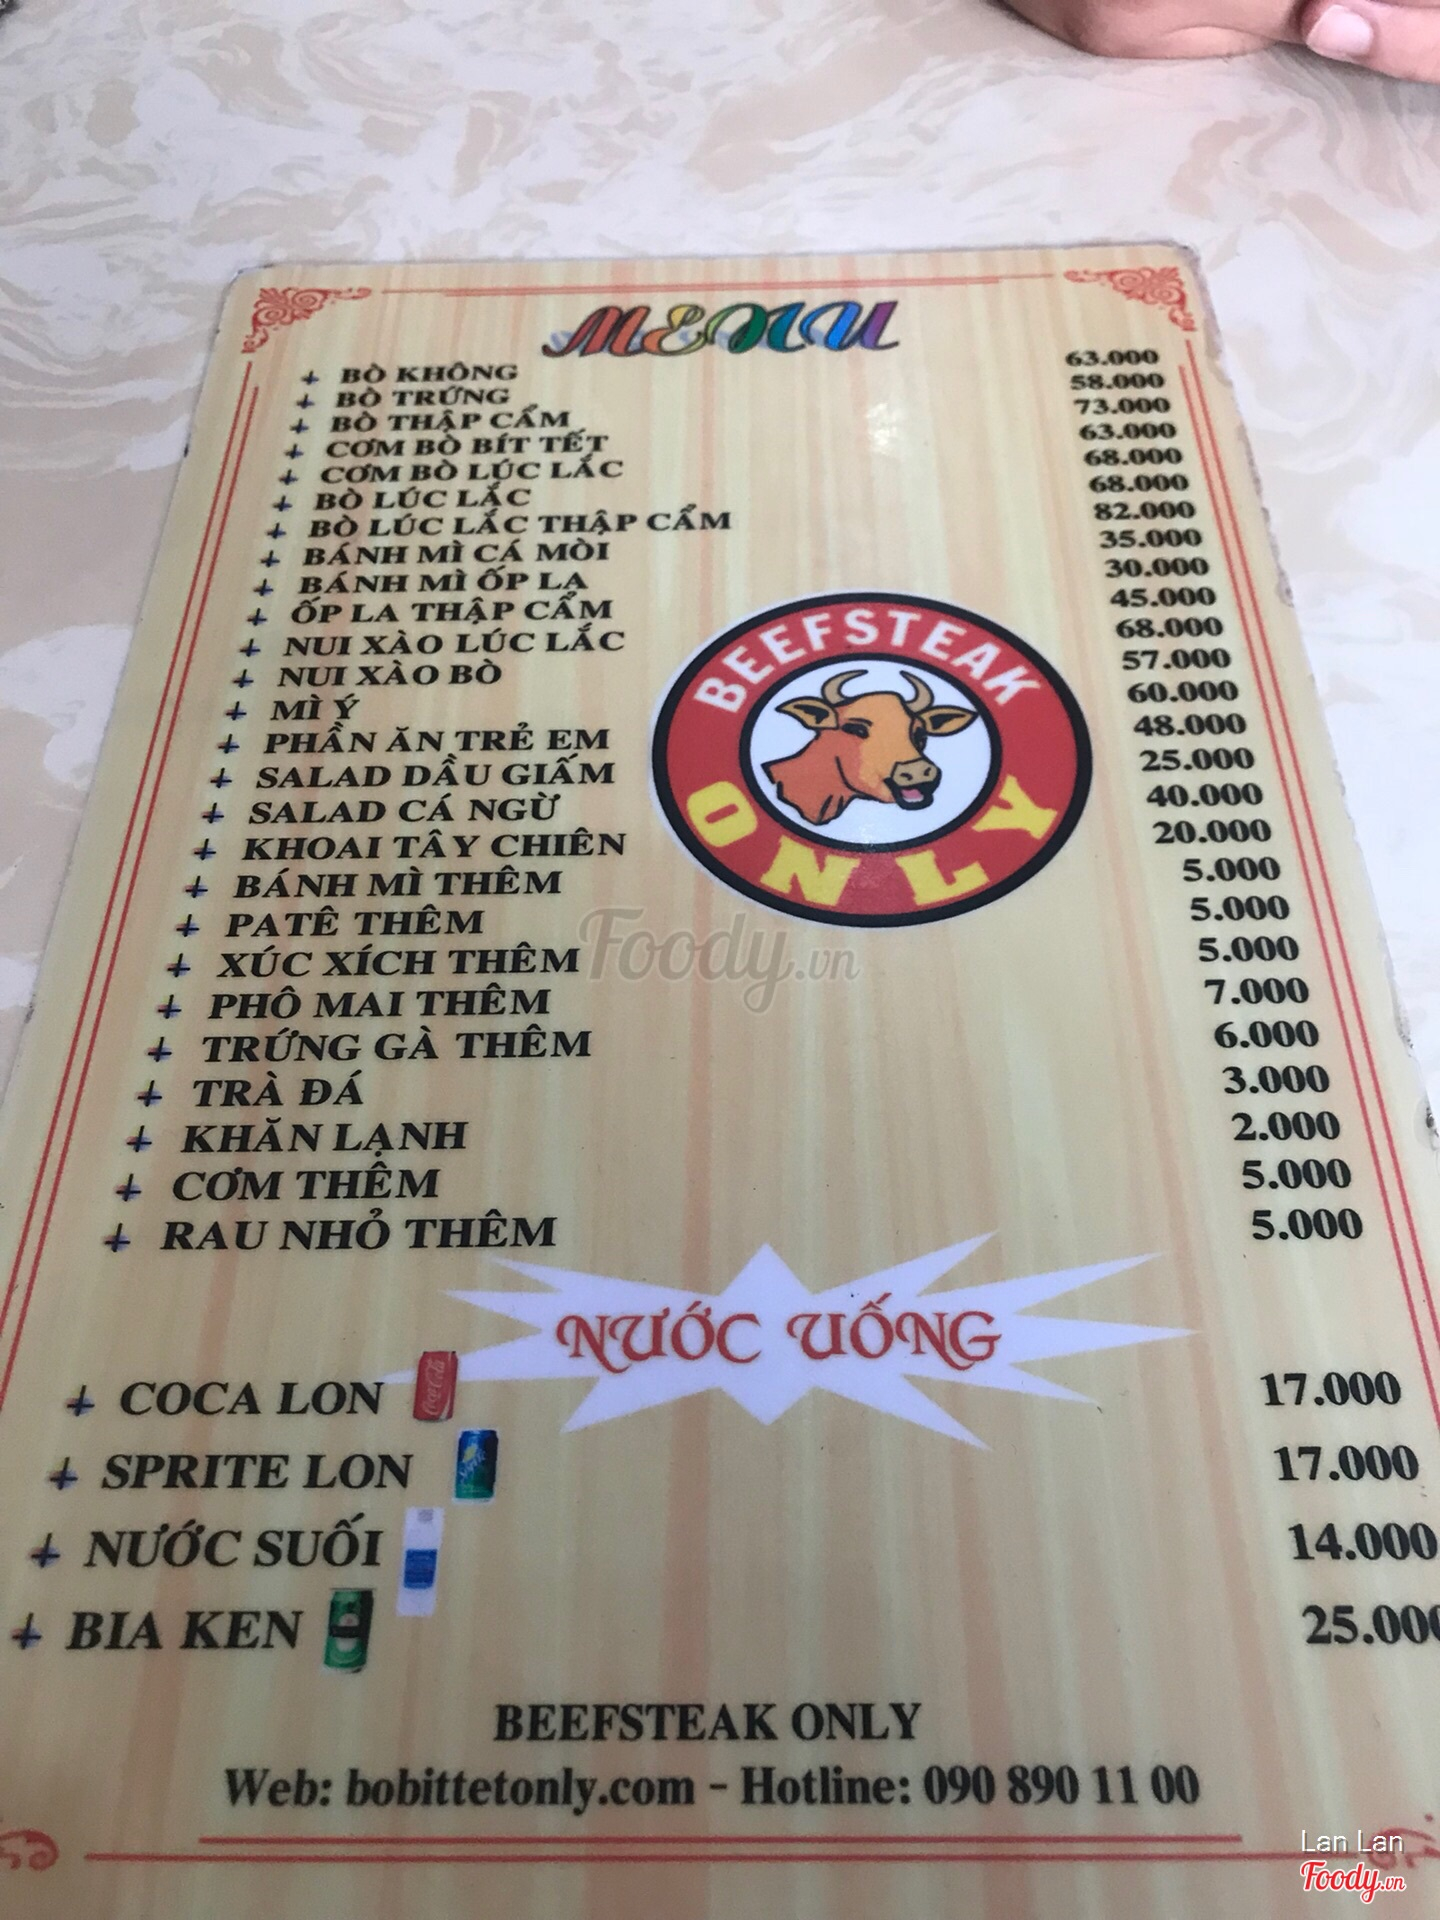 MENU
+ BÒ KHÔNG 63.000
+ BÒ TRỨNG 58.000
+ BÒ THẬP CẨM 73.000
+ CƠM BÒ BÍT TẾT 63.000
+ CƠM BÒ LÚC LẮC 68.000
+ BÒ LÚC LẮC 68.000
+ BÒ LÚC LẮC THẬP CẨM 82.000
+ BÁNH MÌ CÁ MÒI 35.000
+ BÁNH MÌ ỐP LA 30.000
+ ỐP LA THẬP CẨM 45.000
+ NUI XÀO LÚC LẮC 68.000
+ NUI XÀO BÒ 57.000
+ MÌ Ý 60.000
+ PHẦN ĂN TRẺ EM 48.000
+ SALAD DẦU GIẤM 25.000
+ SALAD CÁ NGỪ 40.000
+ KHOAI TÂY CHIÊN 20.000
+ BÁNH MÌ THÊM 5.000
+ PATÊ THÊM 5.000
+ XÚC XÍCH THÊM 5.000
+ PHÔ MAI THÊM 7.000
+ TRỨNG GÀ THÊM 6.000
+ TRÀ ĐÁ 3.000
+ KHĂN LẠNH 2.000
+ CƠM THÊM 5.000
+ RAU NHỎ THÊM 5.000
BEEFSTEAK
ONLY
Foody.vn
NƯỚC UỐNG
+ COCA LON 17.000
+ SPRITE LON 17.000
+ NƯỚC SUỐI 14.000
+ BIA KEN 25.000
BEEFSTEAK ONLY
Web: bobittetonly.com - Hotline: 090 890 11 00
Lan Lan
Foody.vn